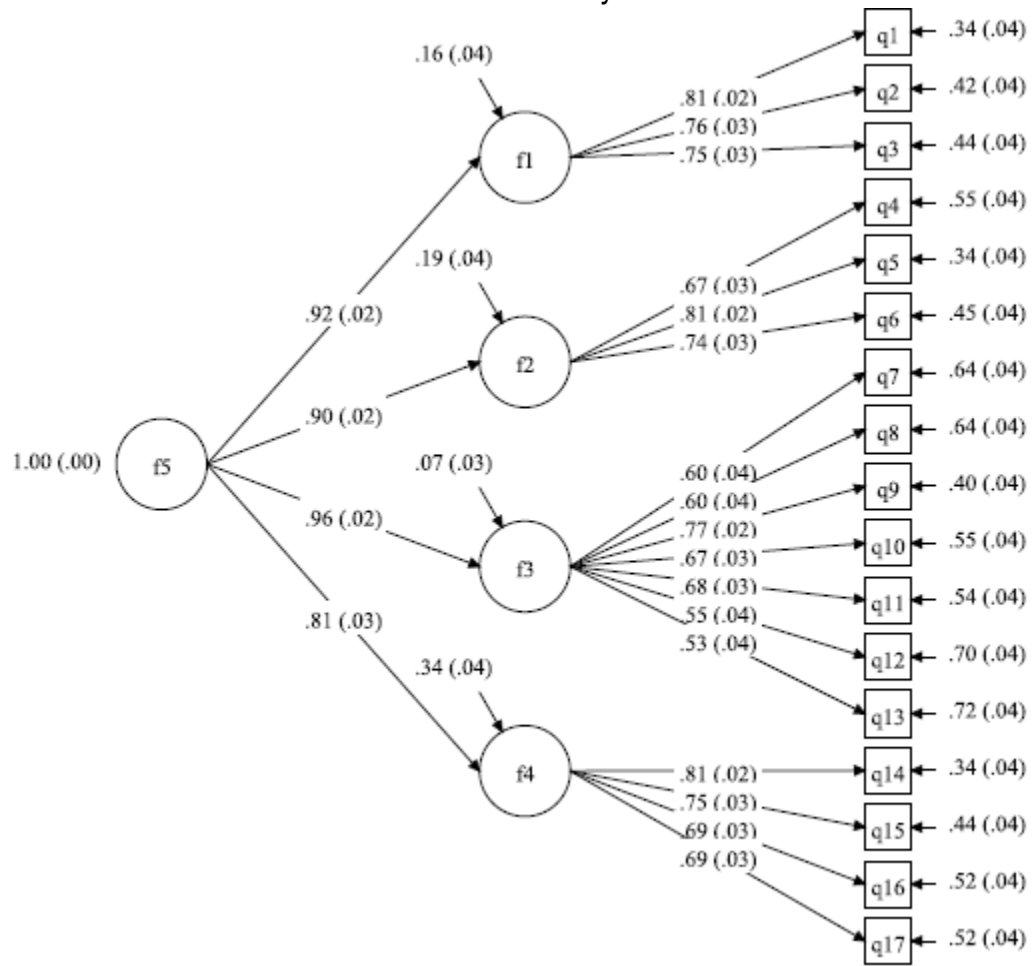 .16 (.04)
f1
.81 (.02)
.76 (.03)
.75 (.03)
q1
.34 (.04)
q2
.42 (.04)
q3
.44 (.04)
.19 (.04)
f2
.67 (.03)
.81 (.02)
.74 (.03)
q4
.55 (.04)
q5
.34 (.04)
q6
.45 (.04)
.92 (.02)
.90 (.02)
1.00 (.00)
f5
.96 (.02)
.81 (.03)
.07 (.03)
f3
.60 (.04)
.60 (.04)
.77 (.02)
.67 (.03)
.68 (.03)
.55 (.04)
.53 (.04)
q7
.64 (.04)
q8
.64 (.04)
q9
.40 (.04)
q10
.55 (.04)
q11
.54 (.04)
q12
.70 (.04)
q13
.72 (.04)
.34 (.04)
f4
.81 (.02)
.75 (.03)
.69 (.03)
.69 (.03)
q14
.34 (.04)
q15
.44 (.04)
q16
.52 (.04)
q17
.52 (.04)